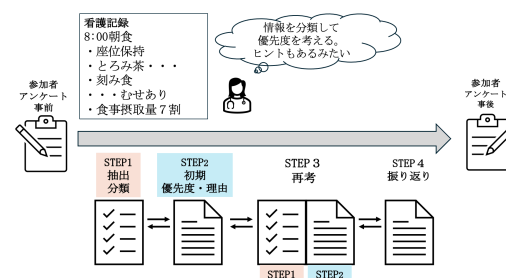 看護記録
8:00朝食
・座位保持
・とろみ茶・・・
・刻み食
・・・むせあり
・食事摂取量７割
情報を分類して
優先度を考える。
ヒントもあるみたい
参加者
アンケート
事前
参加者
アンケート
事後
STEP1
抽出
分類
STEP2
初期
優先度・理由
STEP３
再考
STEP４
振り返り
STEP1
STEP2